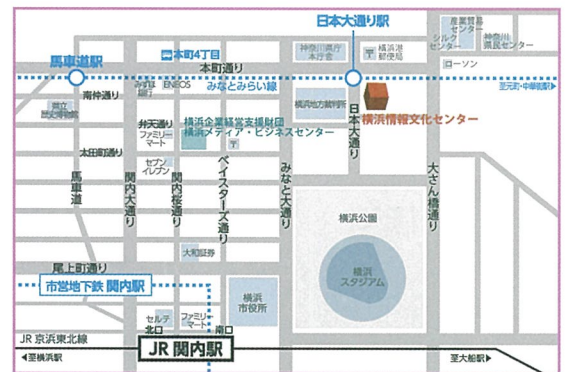 日本大通り駅
産業貿易
センター
シルク
センター
神奈川
県民センター
神奈川県庁
本庁舎
横浜港
郵便局
馬車道駅
本町4丁目
本町通り
ローソン
みなとみらい線
至元町・中華街駅▶
南仲通り
みずほ
銀行
ENEOS
県立
歴史博物館
横浜地方裁判所
横浜情報文化センター
弁天通り
ファミリー
マート
横浜企業経営支援財団
横浜メディア・ビジネスセンター
太田町通り
セブン
イレブン
馬車道
関内大通り
関内桜通り
ベイスターズ通り
みなと大通り
日本大通り
大さん橋通り
横浜公園
横浜
スタジアム
大和証券
尾上町通り
市営地下鉄 関内駅
横浜
市役所
セルテ
ファミリー
マート
北口
南口
JR 京浜東北線
JR 関内駅
◀至横浜駅
至大船駅▶